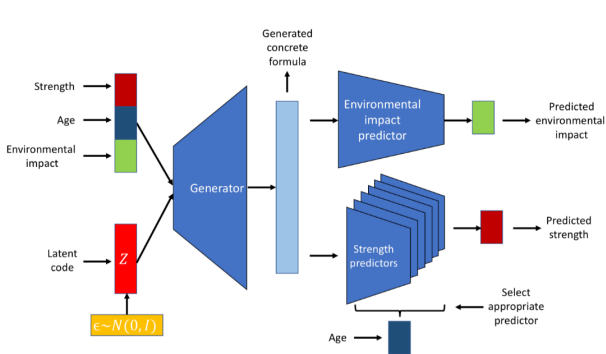 Generated
concrete
formula
Strength
Age
Environmental
impact
Latent
code
Z
ϵ~N(0, I)
Generator
Environmental
impact
predictor
Predicted
environmental
impact
Strength
predictors
Predicted
strength
Select
appropriate
predictor
Age